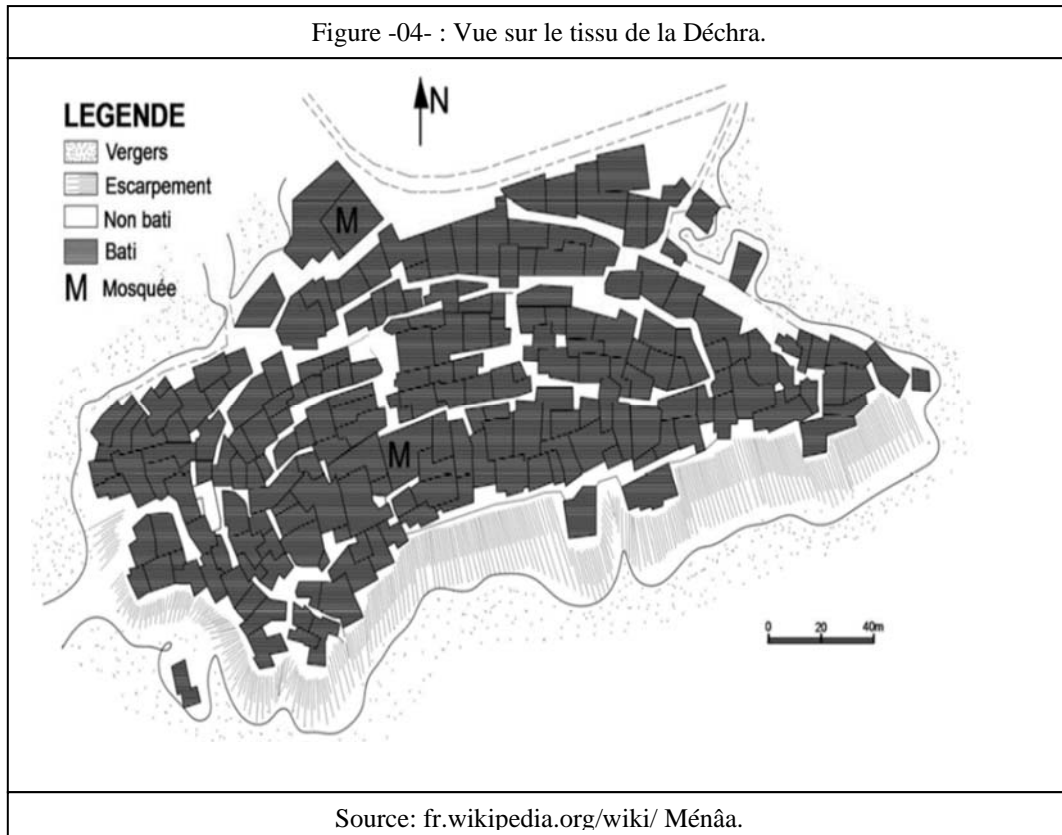 Figure -04- : Vue sur le tissu de la Déchra.
N
LEGENDE
Vergers
Escarpement
Non bati
Bati
M Mosquée
M
M
0 20 40m
Source: fr.wikipedia.org/wiki/ Ménâa.